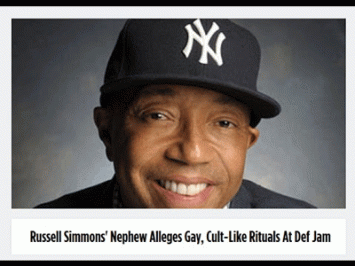 NY
Russell Simmons' Nephew Alleges Gay, Cult-Like Rituals At Def Jam